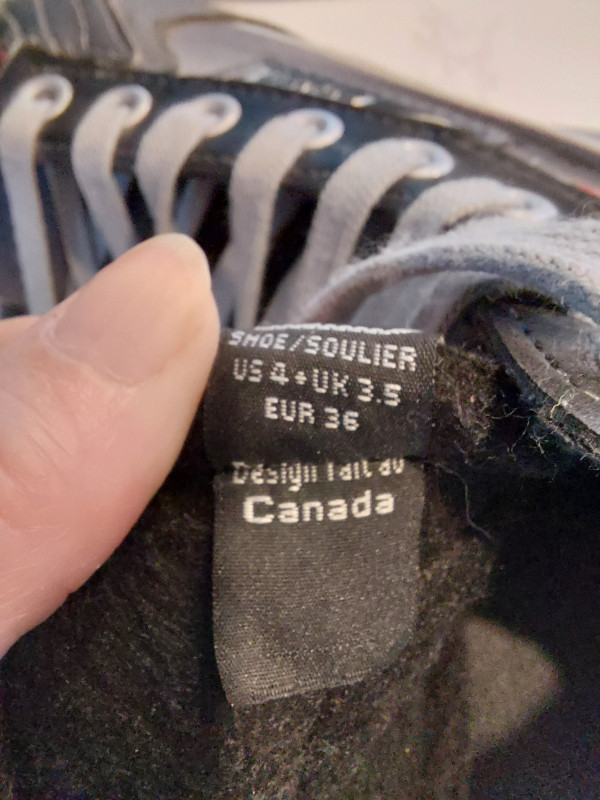 SHOE/SOULIER
US 4 • UK 3.5
EUR 36
Design fait au
Canada